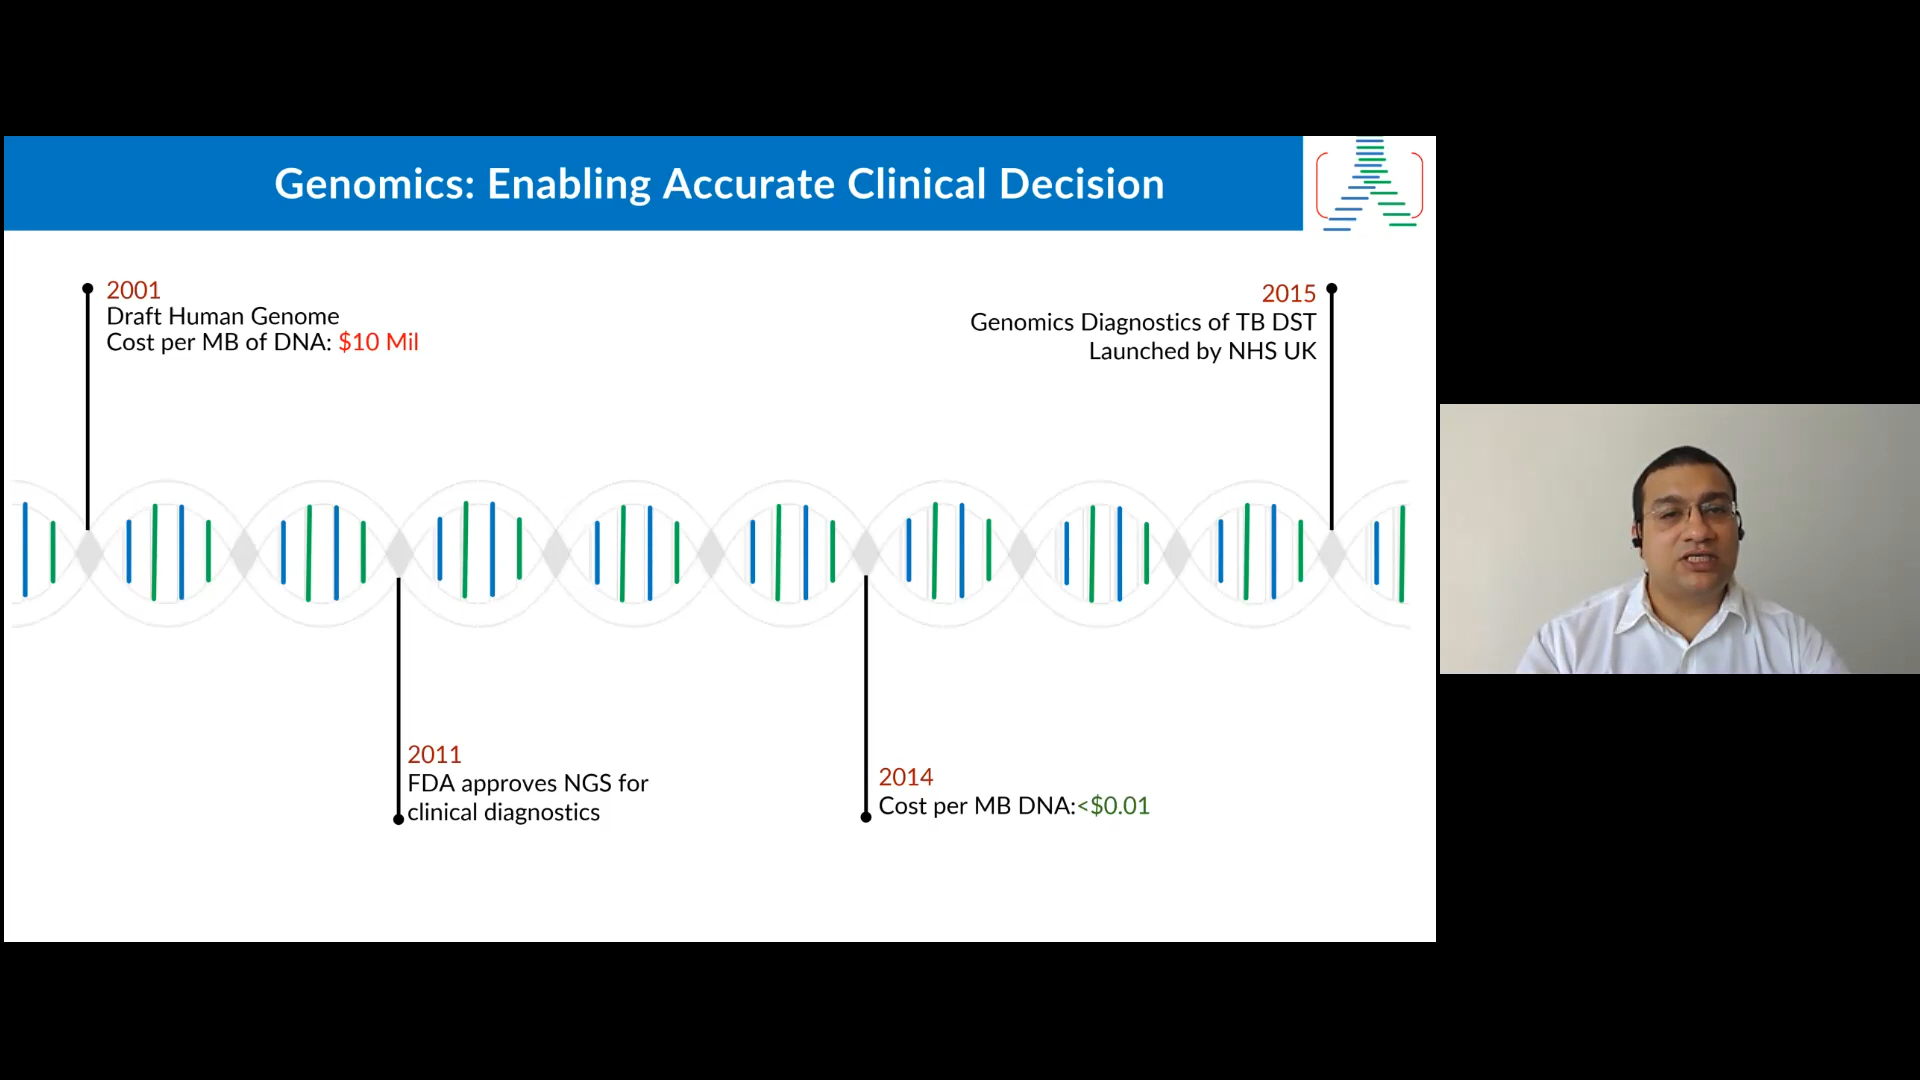 Genomics: Enabling Accurate Clinical Decision
2001
Draft Human Genome
Cost per MB of DNA: $10 Mil
2015
Genomics Diagnostics of TB DST
Launched by NHS UK
2011
FDA approves NGS for
clinical diagnostics
2014
Cost per MB DNA:<$0.01